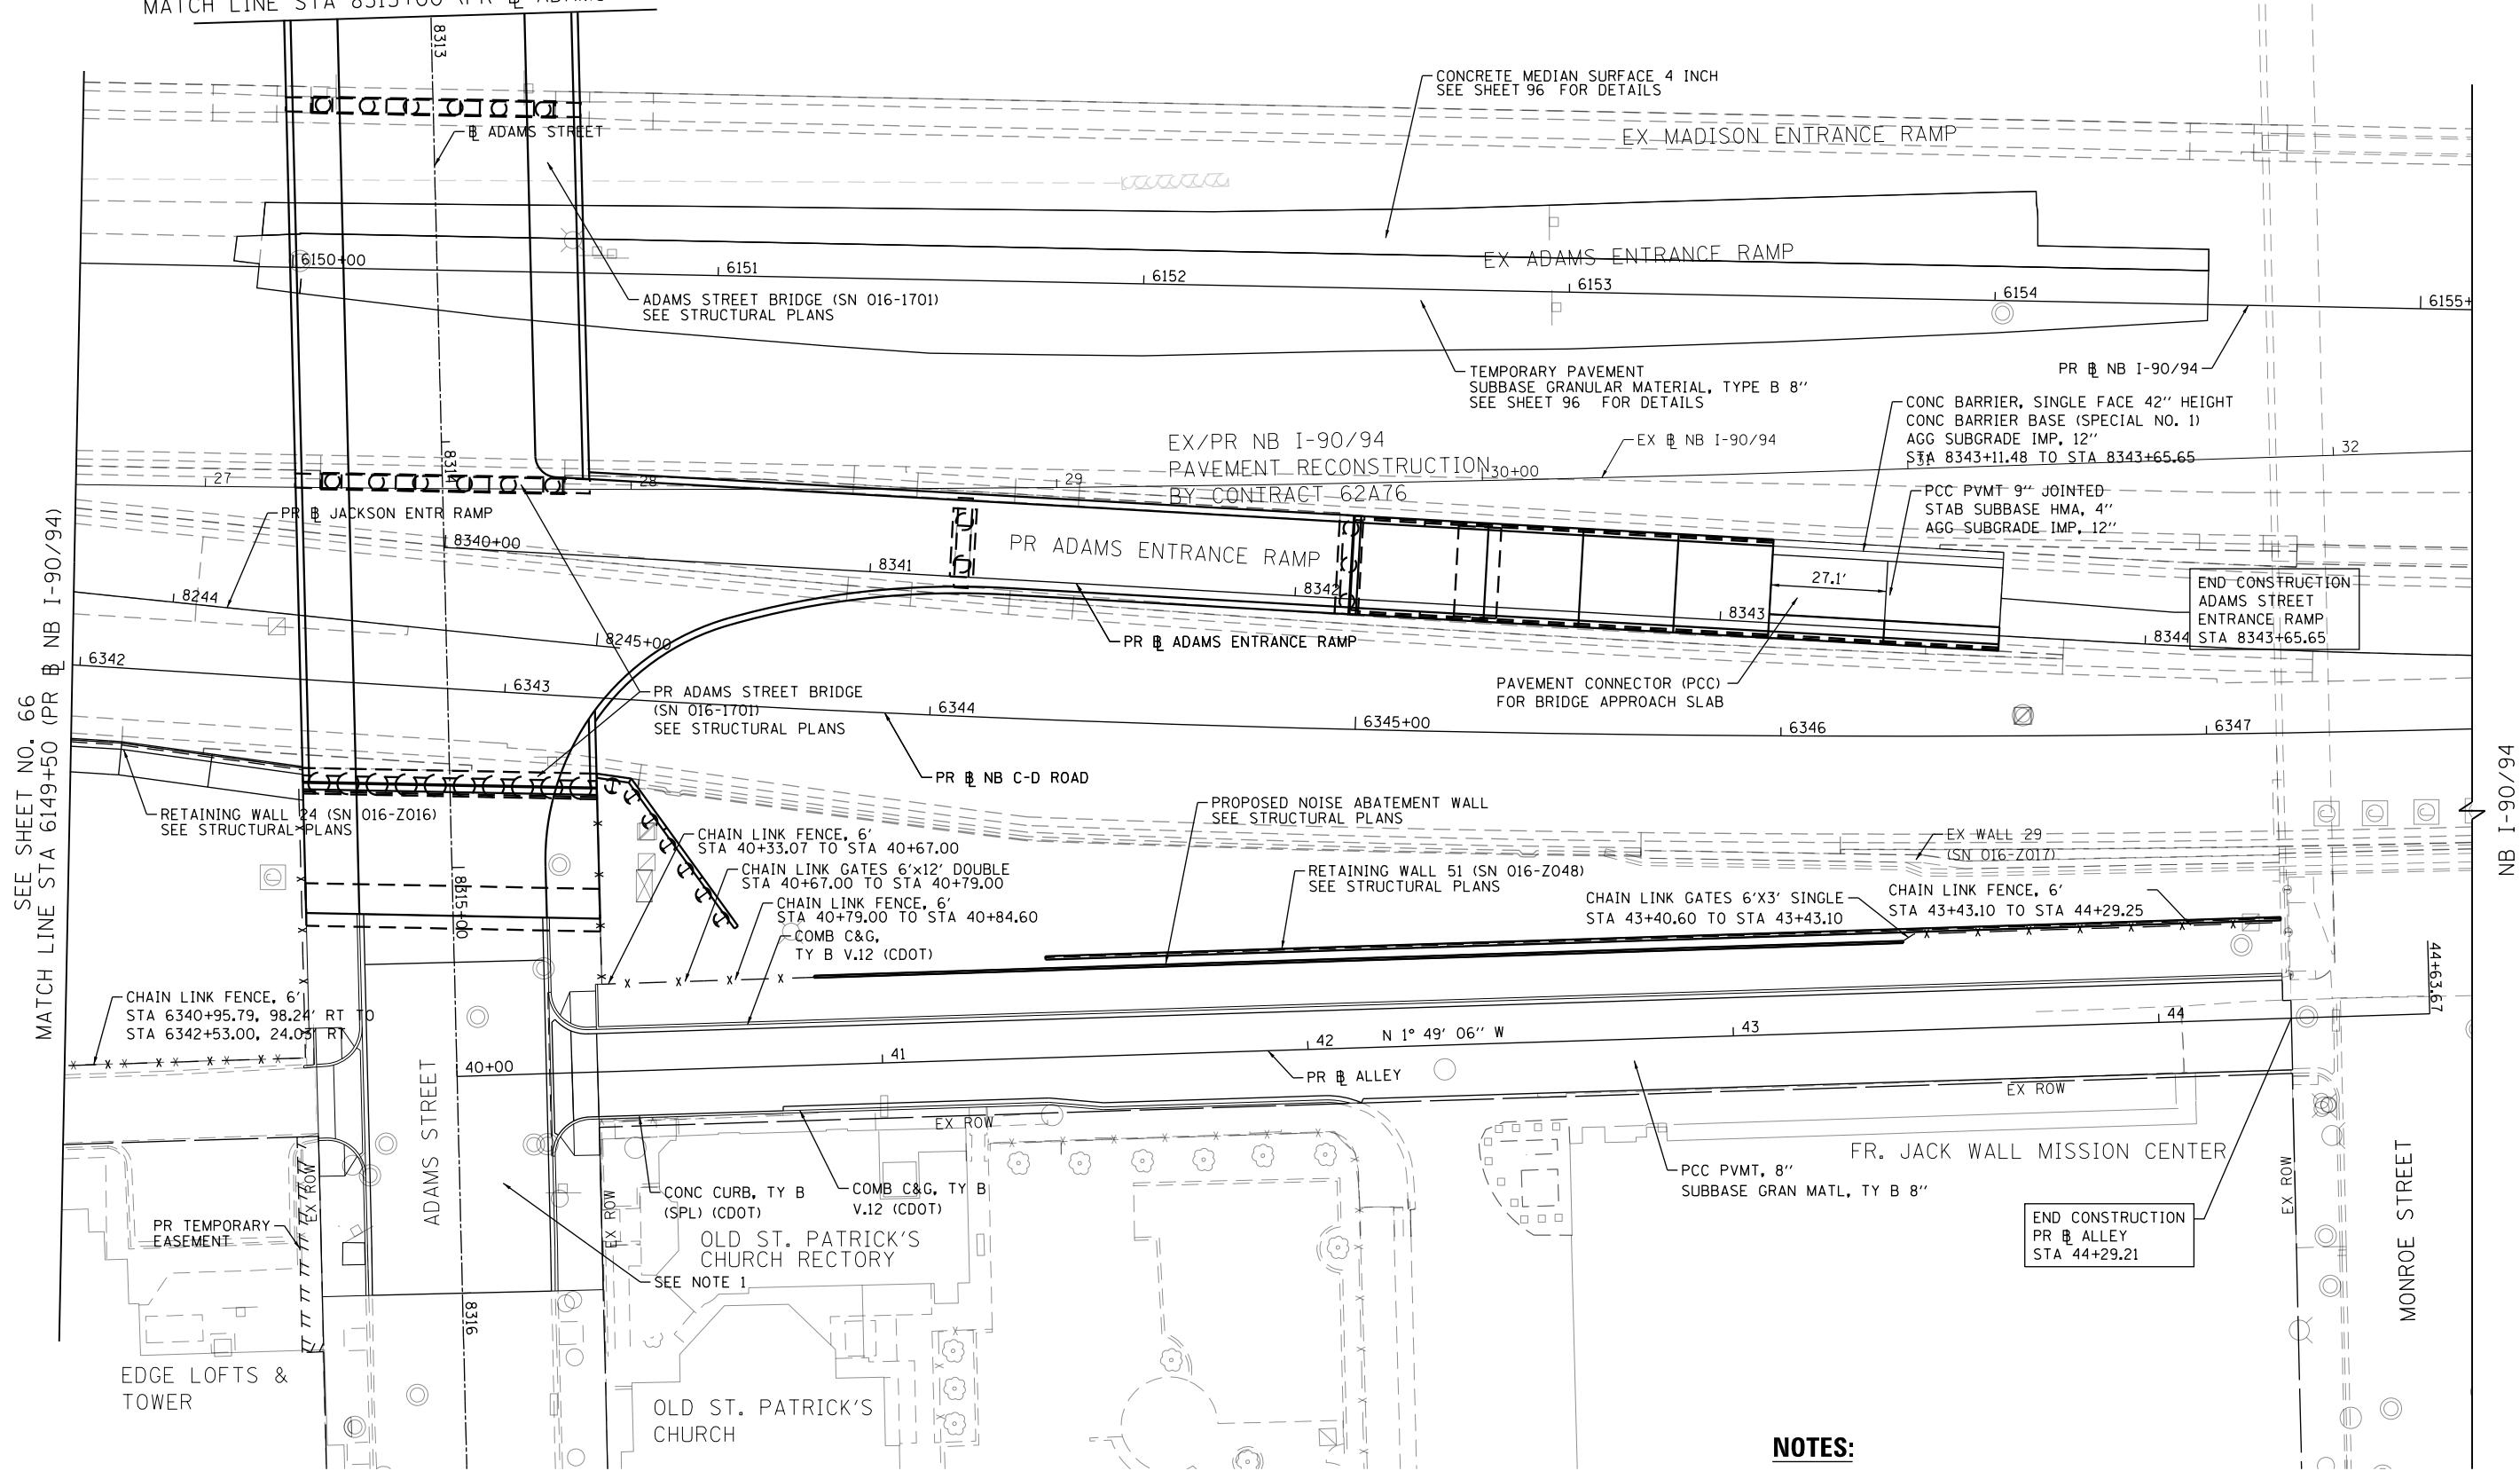 MATCH LINE STA 8313+00 (PR ⅊ ADAMS
8313
CONCRETE MEDIAN SURFACE 4 INCH
SEE SHEET 96 FOR DETAILS
℄ ADAMS STREET
EX MADISON ENTRANCE RAMP
EX ADAMS ENTRANCE RAMP
6150+00
6151
6152
6153
6154
6155+
ADAMS STREET BRIDGE (SN 016-1701)
SEE STRUCTURAL PLANS
TEMPORARY PAVEMENT
SUBBASE GRANULAR MATERIAL, TYPE B 8''
SEE SHEET 96 FOR DETAILS
PR ⅊ NB I-90/94
CONC BARRIER, SINGLE FACE 42'' HEIGHT
CONC BARRIER BASE (SPECIAL NO. 1)
AGG SUBGRADE IMP, 12''
STA 8343+11.48 TO STA 8343+65.65
EX/PR NB I-90/94
PAVEMENT RECONSTRUCTION
BY CONTRACT 62A76
EX ⅊ NB I-90/94
27
28
29
30+00
31
32
8314
PCC PVMT 9'' JOINTED
STAB SUBBASE HMA, 4''
AGG SUBGRADE IMP, 12''
PR ⅊ JACKSON ENTR RAMP
8340+00
8341
8342
8343
8344
PR ADAMS ENTRANCE RAMP
27.1'
END CONSTRUCTION
ADAMS STREET
ENTRANCE RAMP
STA 8343+65.65
8244
8245+00
PR ⅊ ADAMS ENTRANCE RAMP
6342
6343
6344
6345+00
6346
6347
PR ADAMS STREET BRIDGE
(SN 016-1701)
SEE STRUCTURAL PLANS
PAVEMENT CONNECTOR (PCC)
FOR BRIDGE APPROACH SLAB
SEE SHEET NO. 66
MATCH LINE STA 6149+50 (PR ⅊ NB I-90/94)
PR ⅊ NB C-D ROAD
NB I-90/94
RETAINING WALL 24 (SN 016-Z016)
SEE STRUCTURAL PLANS
PROPOSED NOISE ABATEMENT WALL
SEE STRUCTURAL PLANS
CHAIN LINK FENCE, 6'
STA 40+33.07 TO STA 40+67.00
EX WALL 29
(SN 016-Z017)
CHAIN LINK GATES 6'x12' DOUBLE
STA 40+67.00 TO STA 40+79.00
RETAINING WALL 51 (SN 016-Z048)
SEE STRUCTURAL PLANS
CHAIN LINK GATES 6'X3' SINGLE
STA 43+40.60 TO STA 43+43.10
CHAIN LINK FENCE, 6'
STA 43+43.10 TO STA 44+29.25
CHAIN LINK FENCE, 6'
STA 40+79.00 TO STA 40+84.60
8315+00
COMB C&G,
TY B V.12 (CDOT)
44+63.67
CHAIN LINK FENCE, 6'
STA 6340+95.79, 98.24' RT TO
STA 6342+53.00, 24.03' RT
40+00
41
42
N 1° 49' 06'' W
43
44
PR ⅊ ALLEY
ADAMS STREET
EX ROW
EX ROW
FR. JACK WALL MISSION CENTER
PCC PVMT, 8''
SUBBASE GRAN MATL, TY B 8''
EX ROW
EX ROW
EX ROW
MONROE STREET
CONC CURB, TY B
(SPL) (CDOT)
COMB C&G, TY B
V.12 (CDOT)
PR TEMPORARY
EASEMENT
OLD ST. PATRICK'S
CHURCH RECTORY
END CONSTRUCTION
PR ⅊ ALLEY
STA 44+29.21
SEE NOTE 1
8316
EDGE LOFTS &
TOWER
OLD ST. PATRICK'S
CHURCH
NOTES: